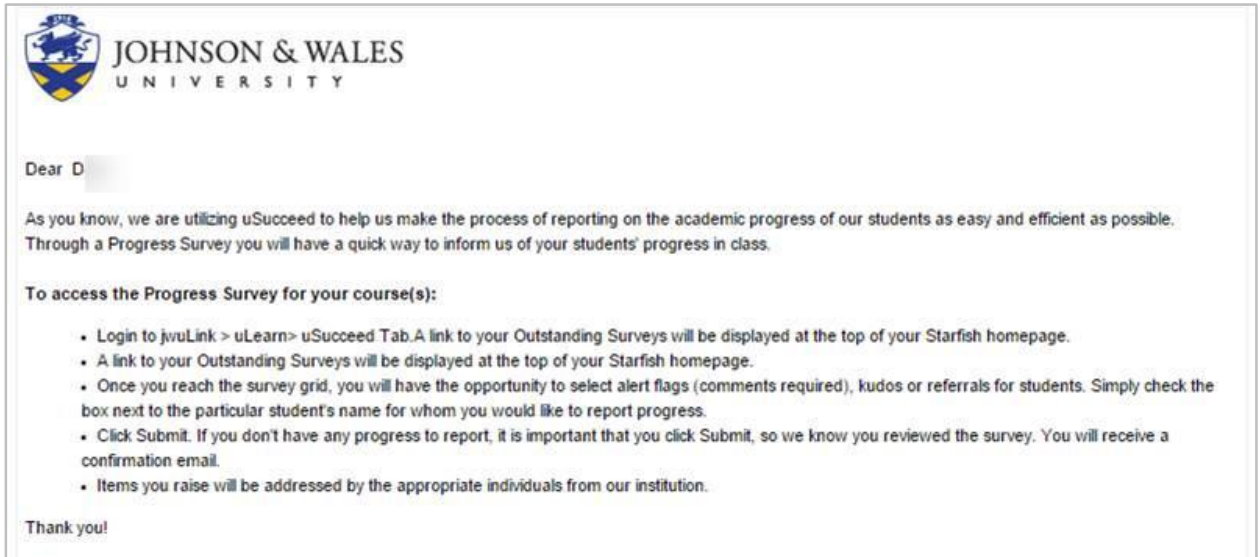 JOHNSON & WALES
UNIVERSITY
Dear D
As you know, we are utilizing uSucceed to help us make the process of reporting on the academic progress of our students as easy and efficient as possible.
Through a Progress Survey you will have a quick way to inform us of your students' progress in class.
To access the Progress Survey for your course(s):
• Login to jwuLink > uLearn> uSucceed Tab.A link to your Outstanding Surveys will be displayed at the top of your Starfish homepage.
• A link to your Outstanding Surveys will be displayed at the top of your Starfish homepage.
• Once you reach the survey grid, you will have the opportunity to select alert flags (comments required), kudos or referrals for students. Simply check the
box next to the particular student's name for whom you would like to report progress.
• Click Submit. If you don't have any progress to report, it is important that you click Submit, so we know you reviewed the survey. You will receive a
confirmation email.
• Items you raise will be addressed by the appropriate individuals from our institution.
Thank you!